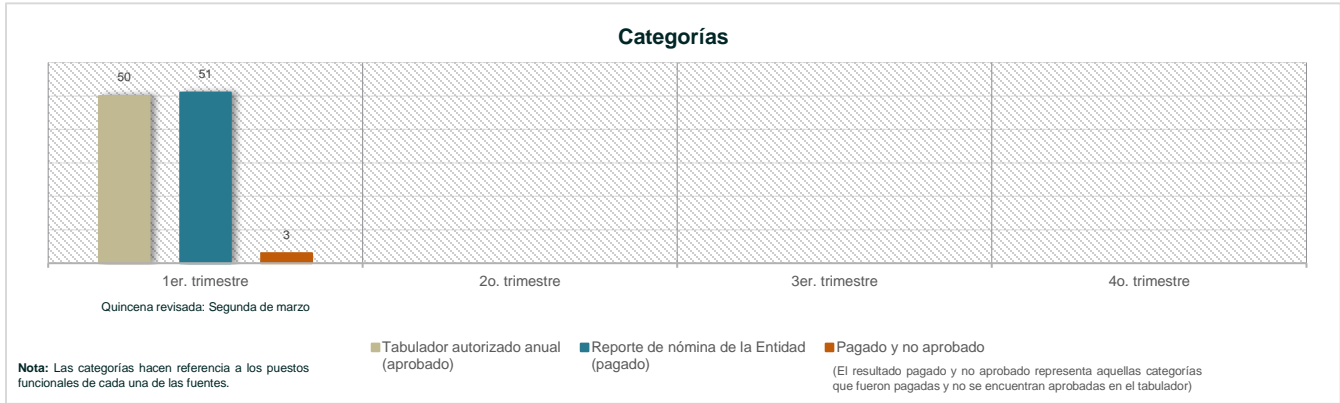 Categorías
50
51
3
1er. trimestre
2o. trimestre
3er. trimestre
4o. trimestre
Quincena revisada: Segunda de marzo
Tabulador autorizado anual
(aprobado)
Reporte de nómina de la Entidad
(pagado)
Pagado y no aprobado
(El resultado pagado y no aprobado representa aquellas categorías
que fueron pagadas y no se encuentran aprobadas en el tabulador)
Nota: Las categorías hacen referencia a los puestos
funcionales de cada una de las fuentes.